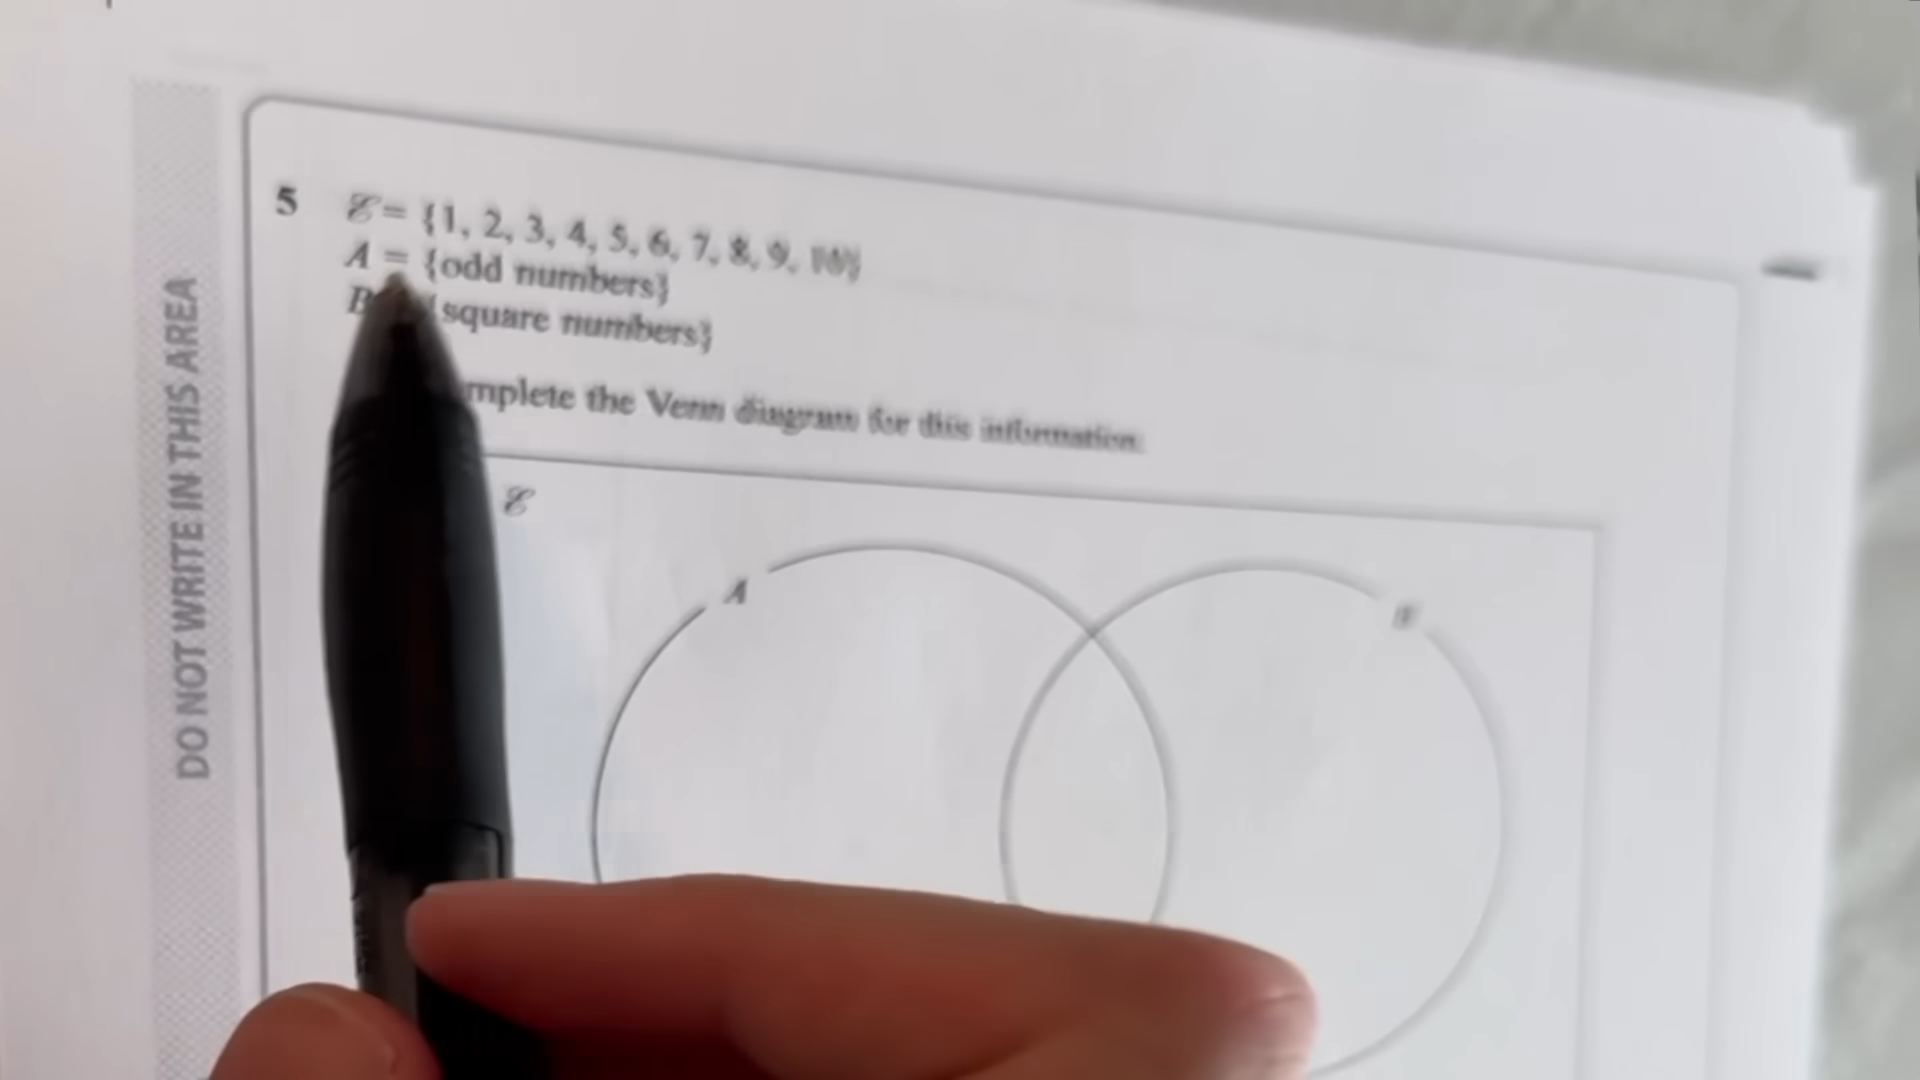 5 ℰ = {1, 2, 3, 4, 5, 6, 7, 8, 9, 10}
A = {odd numbers}
B {square numbers}
mplete the Venn diagram for this information.
ℰ
A
B
DO NOT WRITE IN THIS AREA